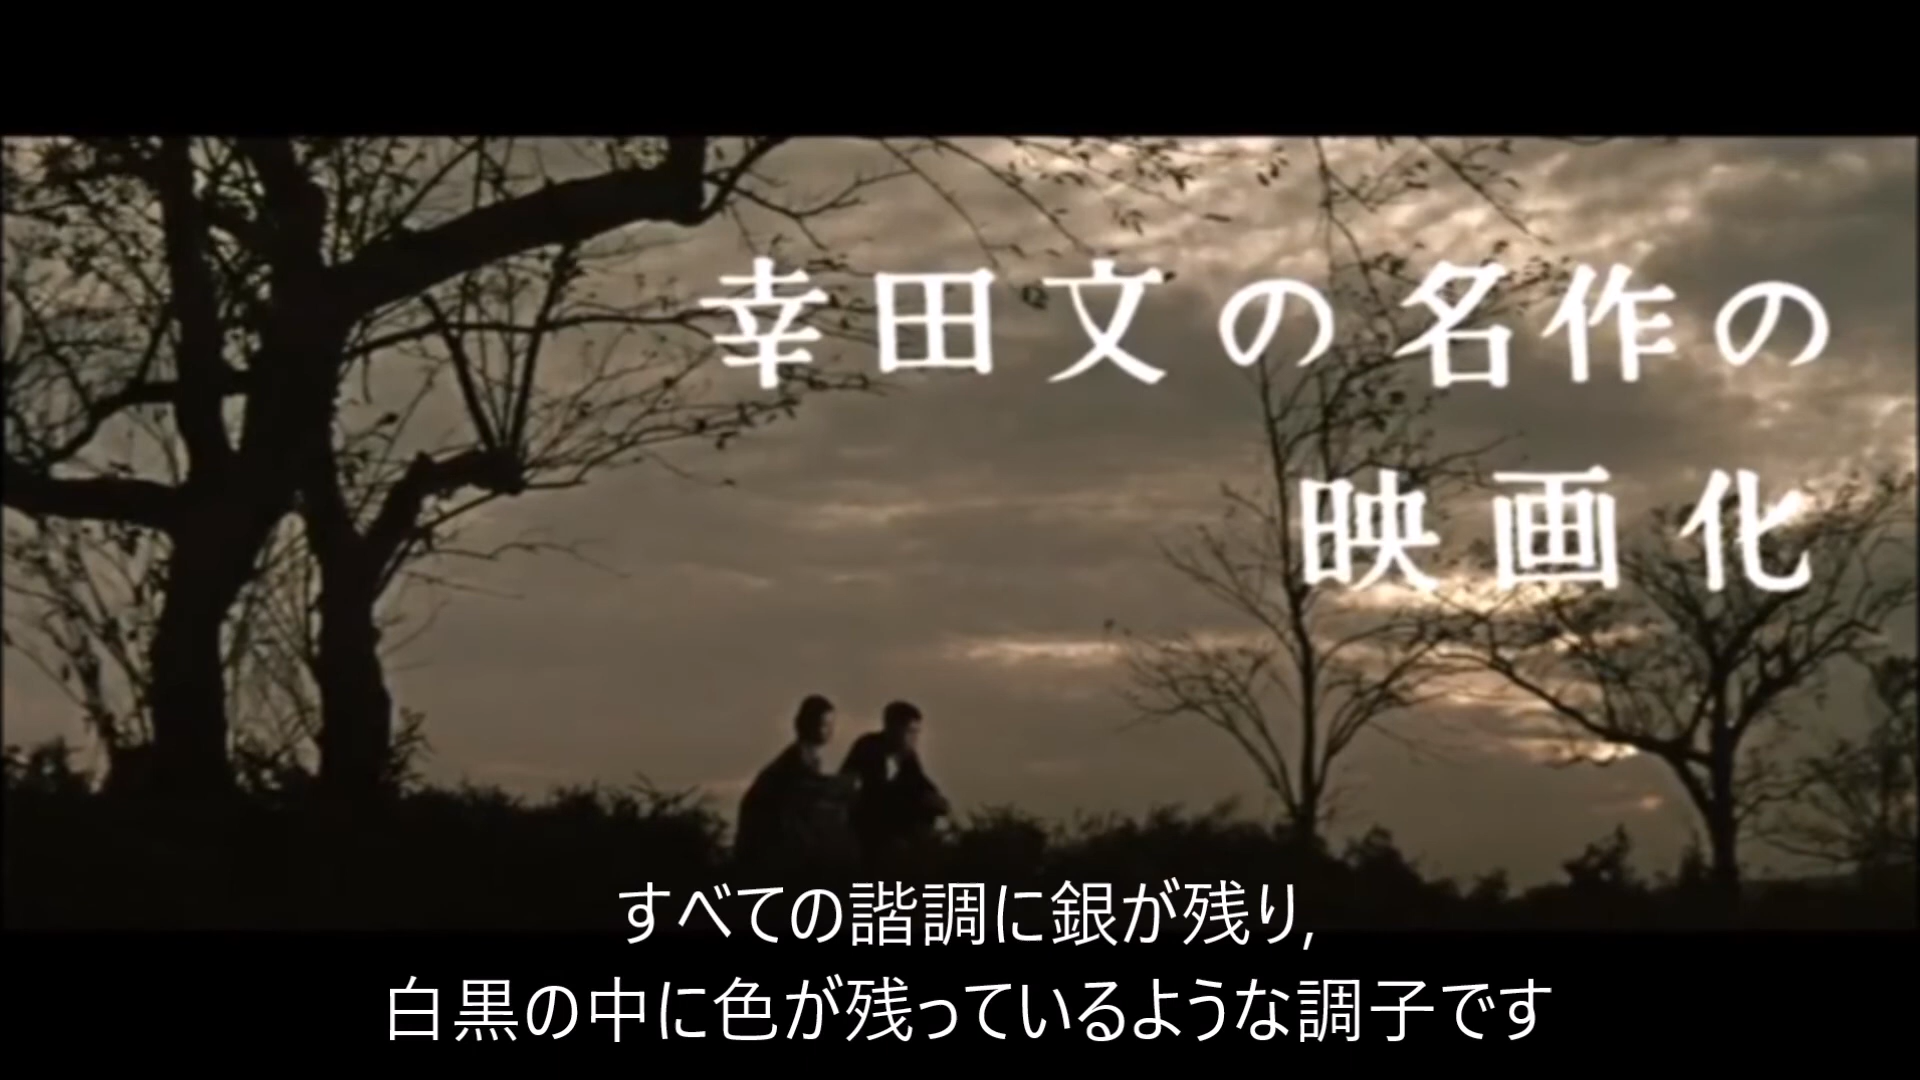 幸田文の名作の
映画化
すべての諧調に銀が残り,
白黒の中に色が残っているような調子です